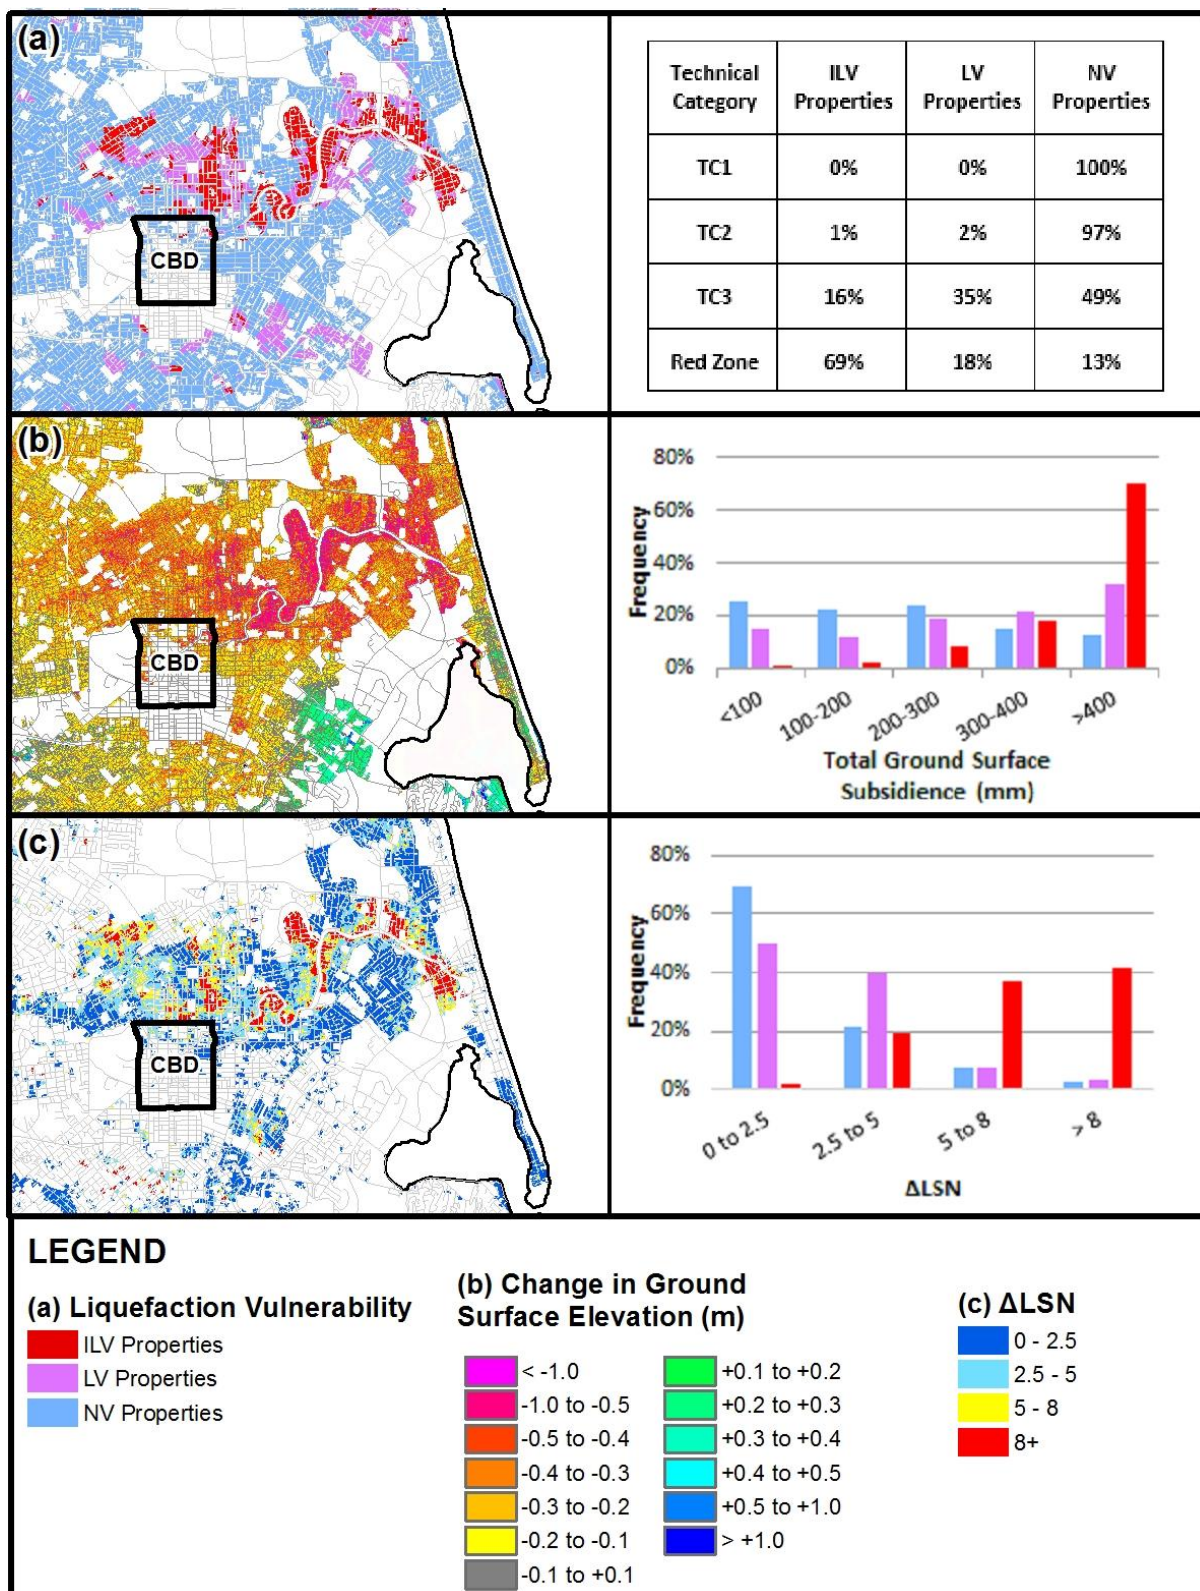 (a)
CBD
Technical Category ILV Properties LV Properties NV Properties
TC1 0% 0% 100%
TC2 1% 2% 97%
TC3 16% 35% 49%
Red Zone 69% 18% 13%
(b)
CBD
80%
60%
40%
20%
0%
Frequency
<100 100-200 200-300 300-400 >400
Total Ground Surface
Subsidience (mm)
(c)
CBD
80%
60%
40%
20%
0%
Frequency
0 to 2.5 2.5 to 5 5 to 8 > 8
ΔLSN
LEGEND
(a) Liquefaction Vulnerability
ILV Properties
LV Properties
NV Properties
(b) Change in Ground
Surface Elevation (m)
< -1.0
-1.0 to -0.5
-0.5 to -0.4
-0.4 to -0.3
-0.3 to -0.2
-0.2 to -0.1
-0.1 to +0.1
+0.1 to +0.2
+0.2 to +0.3
+0.3 to +0.4
+0.4 to +0.5
+0.5 to +1.0
> +1.0
(c) ΔLSN
0 - 2.5
2.5 - 5
5 - 8
8+